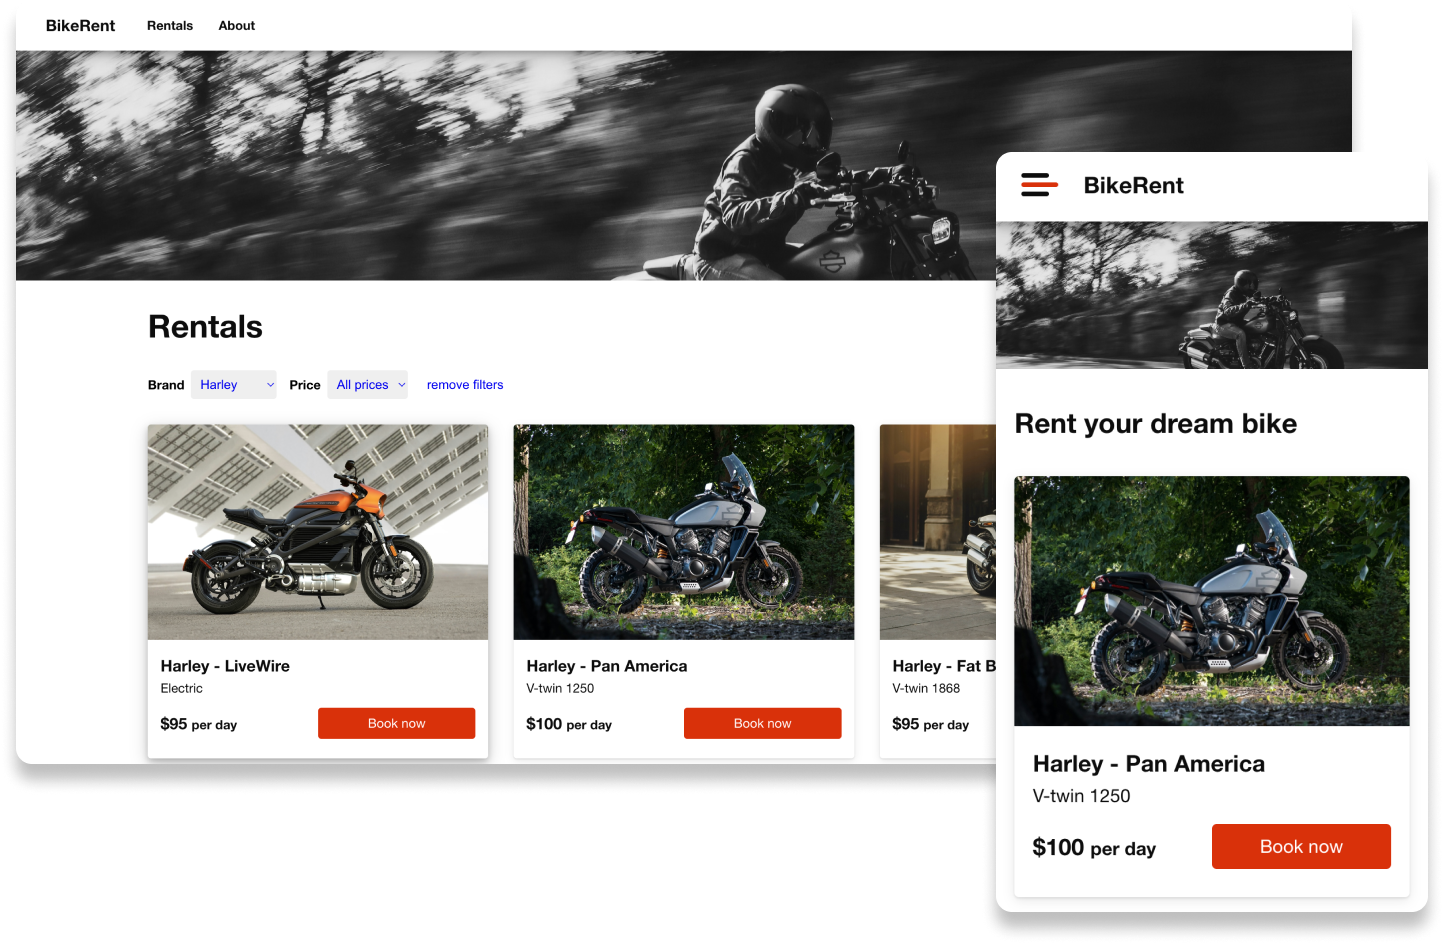 BikeRent Rentals About
Rentals
Brand Harley Price All prices remove filters
Harley - LiveWire
Electric
$95 per day Book now
Harley - Pan America
V-twin 1250
$100 per day Book now
Harley - Fat B
V-twin 1868
$95 per day
BikeRent
Rent your dream bike
Harley - Pan America
V-twin 1250
$100 per day Book now